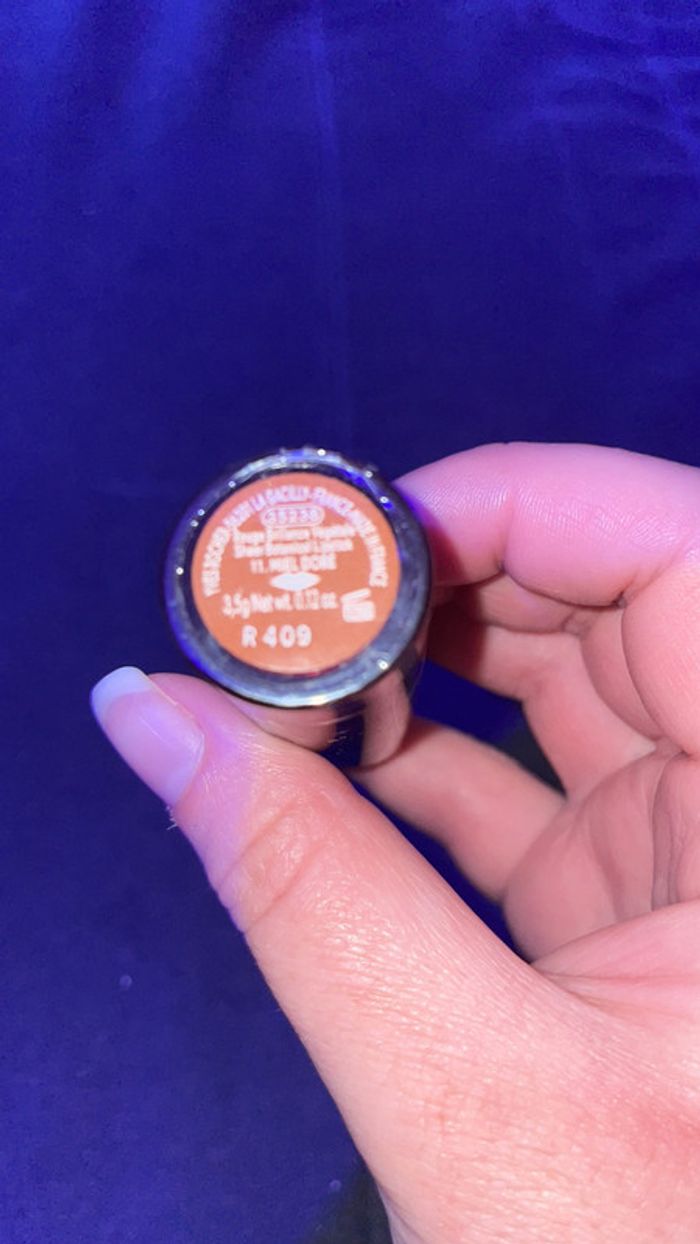 YVES ROCHER 56201 LA GACILLY-FRANCE-MADE IN FRANCE
Rouge Brillance Végétale
Sheer Botanical Lipstick
11. MIEL DORÉ
3,5g Net wt. 0.12 oz.
R 409